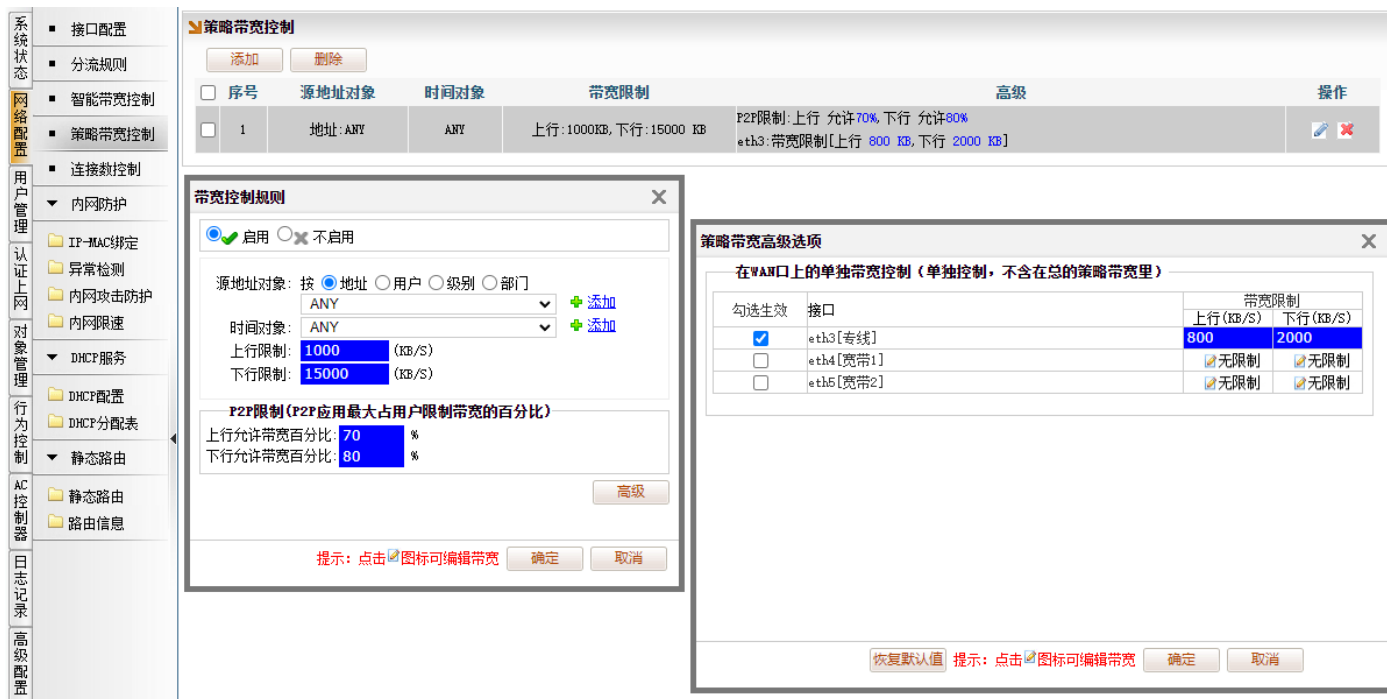 系统状态
网络配置
用户管理
认证上网
对象管理
行为控制
AC控制器
日志记录
高级配置
接口配置
分流规则
智能带宽控制
策略带宽控制
连接数控制
内网防护
IP-MAC绑定
异常检测
内网攻击防护
内网限速
DHCP服务
DHCP配置
DHCP分配表
静态路由
静态路由
路由信息
策略带宽控制
添加 删除
序号 源地址对象 时间对象 带宽限制 高级 操作
1 地址:ANY ANY 上行:1000KB,下行:15000 KB P2P限制:上行 允许70%,下行 允许80%
eth3:带宽限制[上行 800 KB,下行 2000 KB]
带宽控制规则
启用 不启用
源地址对象: 按 地址 用户 级别 部门
ANY 添加
时间对象: ANY 添加
上行限制: 1000 (KB/S)
下行限制: 15000 (KB/S)
P2P限制(P2P应用最大占用户限制带宽的百分比)
上行允许带宽百分比: 70 %
下行允许带宽百分比: 80 %
高级
提示: 点击图标可编辑带宽 确定 取消
策略带宽高级选项
在WAN口上的单独带宽控制(单独控制，不含在总的策略带宽里)
勾选生效 接口 带宽限制
上行(KB/S) 下行(KB/S)
eth3[专线] 800 2000
eth4[宽带1] 无限制 无限制
eth5[宽带2] 无限制 无限制
恢复默认值 提示: 点击图标可编辑带宽 确定 取消